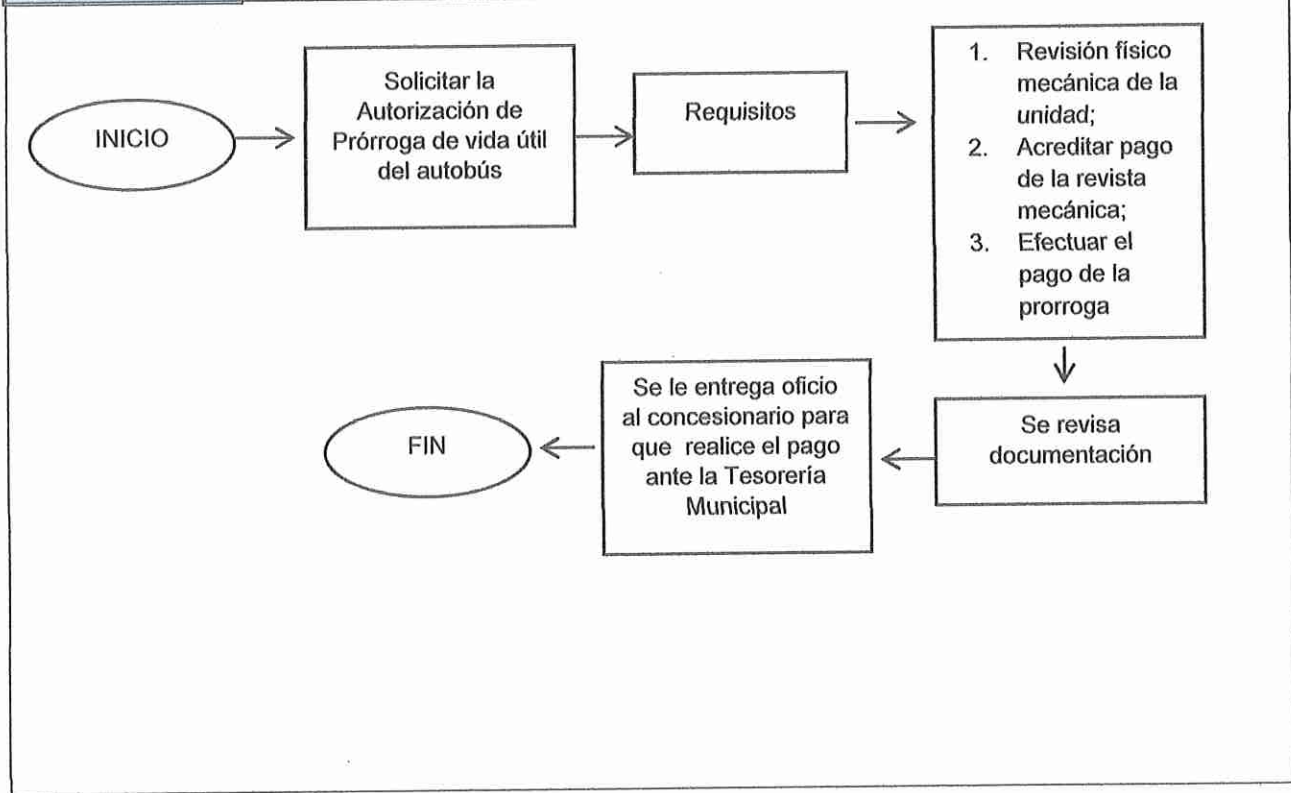 INICIO
Solicitar la
Autorización de
Prórroga de vida útil
del autobús
Requisitos
1. Revisión físico
mecánica de la
unidad;
2. Acreditar pago
de la revista
mecánica;
3. Efectuar el
pago de la
prorroga
Se revisa
documentación
Se le entrega oficio
al concesionario para
que realice el pago
ante la Tesorería
Municipal
FIN